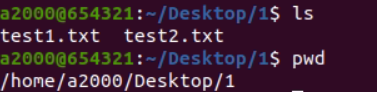 a2000@654321:~/Desktop/1$ ls
test1.txt  test2.txt
a2000@654321:~/Desktop/1$ pwd
/home/a2000/Desktop/1